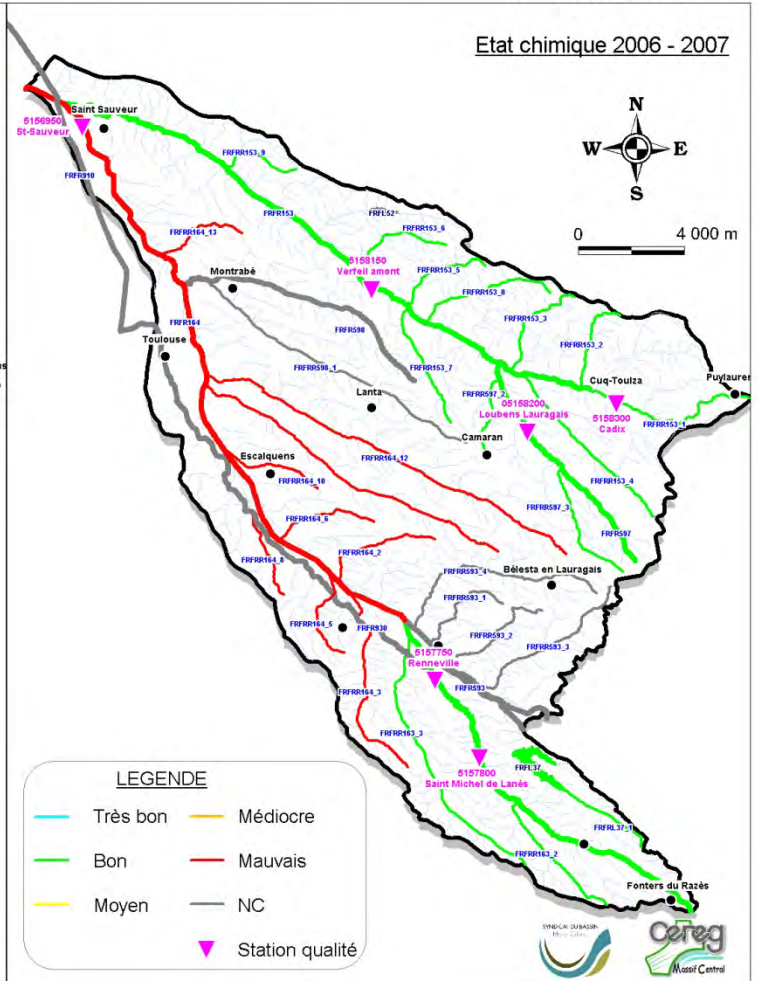 Etat chimique 2006 - 2007
N
W
E
S
0
4 000 m
Saint Sauveur
5156950
St-Sauveur
FRFR910
FRFRR153_9
FRFR153
FRFL52
FRFRR153_6
FRFRR164_13
5158150
Verfeil amont
FRFRR153_5
FRFRR153_8
Montrabé
FRFRR153_3
FRFR164
FRFR598
FRFRR153_2
Toulouse
FRFRR598_1
FRFRR153_7
Cuq-Toulza
Puylauren
Lanta
FRFRR597_2
05158200
Loubens Lauragais
5158300
Cadix
FRFRR153_1
Camaran
Escalquens
FRFRR164_12
FRFRR164_10
FRFRR153_4
FRFRR597_3
FRFRR164_6
FRFR597
FRFRR164_2
FRFRR164_8
FRFRR593_4
Bélesta en Lauragais
FRFRR593_1
FRFRR164_5
FRFR930
FRFRR593_2
FRFRR593_3
5157750
Renneville
FRFRR164_3
FRFR593
FRFRR163_3
5157800
Saint Michel de Lanès
FRFL37
FRFRL37_1
FRFRR163_2
Fonters du Razès
LEGENDE
Très bon
Médiocre
Bon
Mauvais
Moyen
NC
Station qualité
SYNDICAT DU BASSIN
Cereg
Massif Central